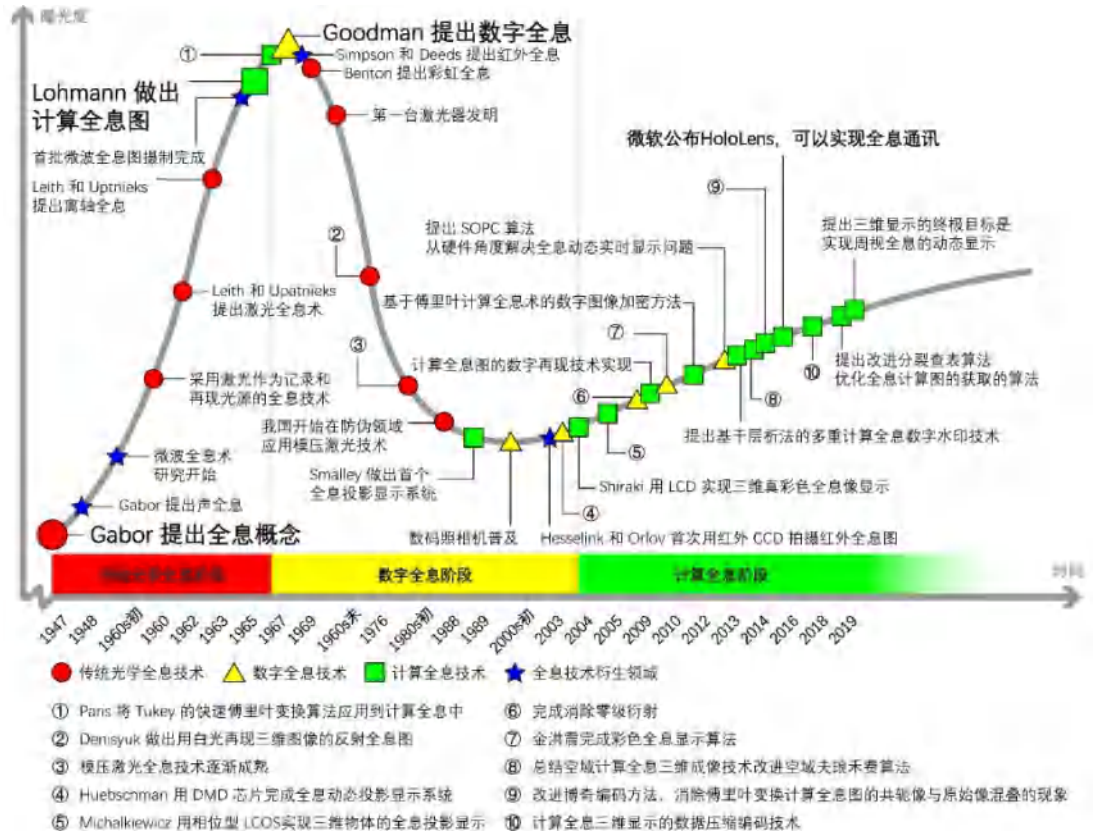 曝光度
Goodman 提出数字全息
①
Simpson 和 Deeds 提出红外全息
Benton 提出彩虹全息
Lohmann 做出
计算全息图
第一台激光器发明
首批微波全息图摄制完成
Leith 和 Uptnieks
提出离轴全息
微软公布HoloLens，可以实现全息通讯
⑨
提出 SOPC 算法
从硬件角度解决全息动态实时显示问题
提出三维显示的终极目标是
实现周视全息的动态显示
②
Leith 和 Upatnieks
提出激光全息术
基于傅里叶计算全息术的数字图像加密方法
⑦
③
计算全息图的数字再现技术实现
提出改进分裂查表算法
优化全息计算图的获取的算法
⑩
采用激光作为记录和
再现光源的全息技术
⑥
⑧
我国开始在防伪领域
应用模压激光技术
提出基于层析法的多重计算全息数字水印技术
⑤
微波全息术
研究开始
Smalley 做出首个
全息投影显示系统
Shiraki 用 LCD 实现三维真彩色全息像显示
Gabor 提出声全息
④
Gabor 提出全息概念
数码照相机普及
Hesselink 和 Orlov 首次用红外 CCD 拍摄红外全息图
数字全息阶段
计算全息阶段
时间
1947 1948 1960s初 1960 1962 1963 1965 1967 1969 1960s末 1976 1980s初 1988 1989 2000s初 2003 2004 2005 2009 2010 2012 2013 2014 2016 2018 2019
传统光学全息技术 数字全息技术 计算全息技术 全息技术衍生领域
① Paris 将 Tukey 的快速傅里叶变换算法应用到计算全息中
⑥ 完成消除零级衍射
② Denisyuk 做出用白光再现三维图像的反射全息图
⑦ 金洪震完成彩色全息显示算法
③ 模压激光全息技术逐渐成熟
⑧ 总结空域计算全息三维成像技术改进空域夫琅禾费算法
④ Huebschman 用 DMD 芯片完成全息动态投影显示系统
⑨ 改进博奇编码方法，消除傅里叶变换计算全息图的共轭像与原始像混叠的现象
⑤ Michalkiewicz 用相位型 LCOS实现三维物体的全息投影显示
⑩ 计算全息三维显示的数据压缩编码技术